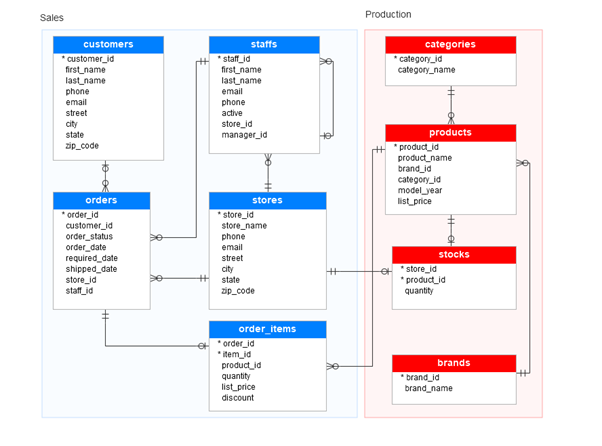 Sales
Production
customers
* customer_id
first_name
last_name
phone
email
street
city
state
zip_code
staffs
* staff_id
first_name
last_name
email
phone
active
store_id
manager_id
categories
* category_id
category_name
products
* product_id
product_name
brand_id
category_id
model_year
list_price
orders
* order_id
customer_id
order_status
order_date
required_date
shipped_date
store_id
staff_id
stores
* store_id
store_name
phone
email
street
city
state
zip_code
stocks
* store_id
* product_id
quantity
order_items
* order_id
* item_id
product_id
quantity
list_price
discount
brands
* brand_id
brand_name